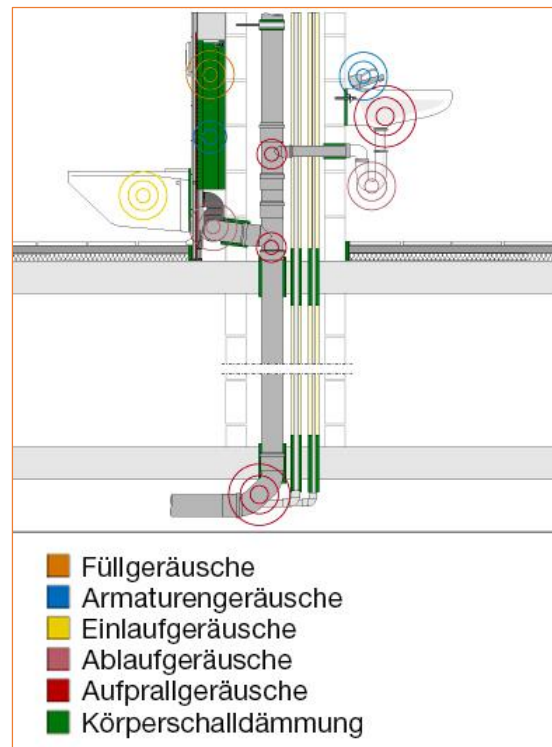 Füllgeräusche
Armaturengeräusche
Einlaufgeräusche
Ablaufgeräusche
Aufprallgeräusche
Körperschalldämmung